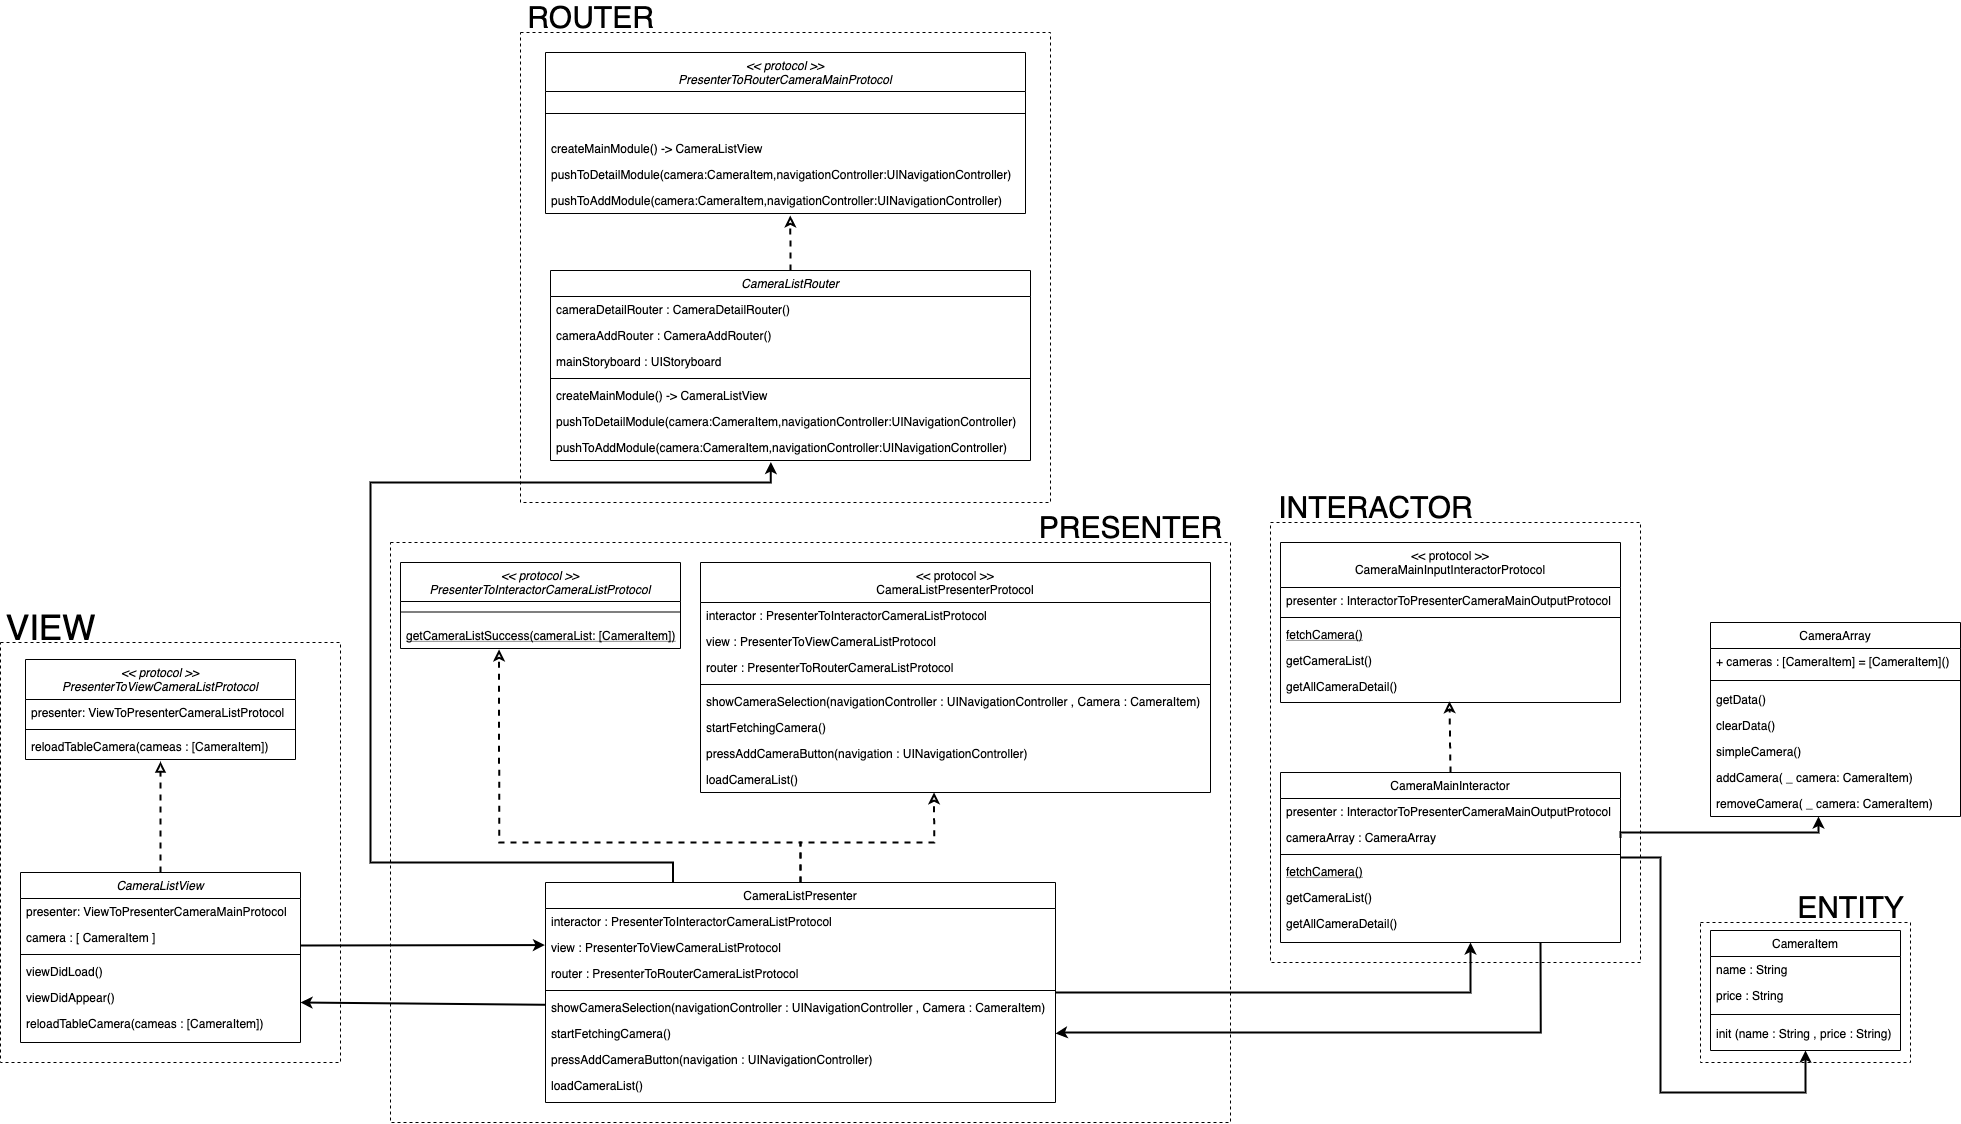 ROUTER
<< protocol >>
PresenterToRouterCameraMainProtocol
createMainModule() -> CameraListView
pushToDetailModule(camera:CameraItem,navigationController:UINavigationController)
pushToAddModule(camera:CameraItem,navigationController:UINavigationController)
CameraListRouter
cameraDetailRouter : CameraDetailRouter()
cameraAddRouter : CameraAddRouter()
mainStoryboard : UIStoryboard
createMainModule() -> CameraListView
pushToDetailModule(camera:CameraItem,navigationController:UINavigationController)
pushToAddModule(camera:CameraItem,navigationController:UINavigationController)
VIEW
<< protocol >>
PresenterToViewCameraListProtocol
presenter: ViewToPresenterCameraListProtocol
reloadTableCamera(cameas : [CameraItem])
CameraListView
presenter: ViewToPresenterCameraMainProtocol
camera : [ CameraItem ]
viewDidLoad()
viewDidAppear()
reloadTableCamera(cameas : [CameraItem])
PRESENTER
<< protocol >>
PresenterToInteractorCameraListProtocol
getCameraListSuccess(cameraList: [CameraItem])
<< protocol >>
CameraListPresenterProtocol
interactor : PresenterToInteractorCameraListProtocol
view : PresenterToViewCameraListProtocol
router : PresenterToRouterCameraListProtocol
showCameraSelection(navigationController : UINavigationController , Camera : CameraItem)
startFetchingCamera()
pressAddCameraButton(navigation : UINavigationController)
loadCameraList()
CameraListPresenter
interactor : PresenterToInteractorCameraListProtocol
view : PresenterToViewCameraListProtocol
router : PresenterToRouterCameraListProtocol
showCameraSelection(navigationController : UINavigationController , Camera : CameraItem)
startFetchingCamera()
pressAddCameraButton(navigation : UINavigationController)
loadCameraList()
INTERACTOR
<< protocol >>
CameraMainInputInteractorProtocol
presenter : InteractorToPresenterCameraMainOutputProtocol
fetchCamera()
getCameraList()
getAllCameraDetail()
CameraMainInteractor
presenter : InteractorToPresenterCameraMainOutputProtocol
cameraArray : CameraArray
fetchCamera()
getCameraList()
getAllCameraDetail()
CameraArray
+ cameras : [CameraItem] = [CameraItem]()
getData()
clearData()
simpleCamera()
addCamera( _ camera: CameraItem)
removeCamera( _ camera: CameraItem)
ENTITY
CameraItem
name : String
price : String
init (name : String , price : String)